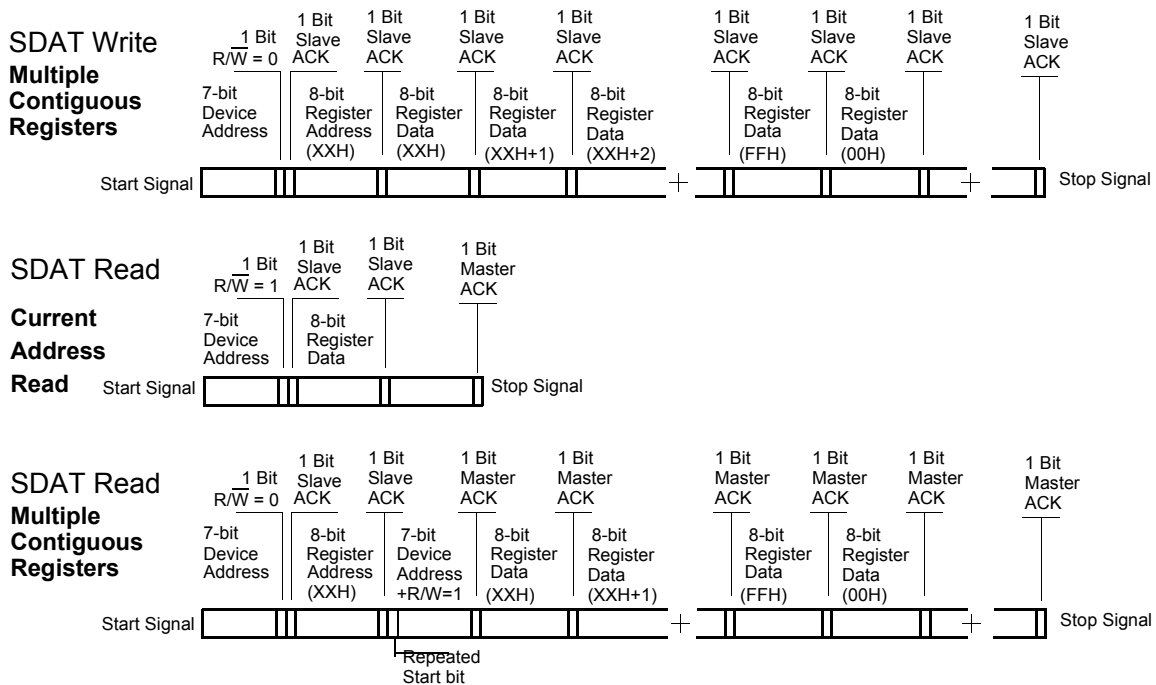 SDAT Write
Multiple
Contiguous
Registers
1 Bit
R/W = 0
1 Bit
Slave
ACK
1 Bit
Slave
ACK
1 Bit
Slave
ACK
1 Bit
Slave
ACK
1 Bit
Slave
ACK
1 Bit
Slave
ACK
1 Bit
Slave
ACK
1 Bit
Slave
ACK
7-bit
Device
Address
8-bit
Register
Address
(XXH)
8-bit
Register
Data
(XXH)
8-bit
Register
Data
(XXH+1)
8-bit
Register
Data
(XXH+2)
8-bit
Register
Data
(FFH)
8-bit
Register
Data
(00H)
Start Signal
Stop Signal
SDAT Read
Current
Address
Read
1 Bit
R/W = 1
1 Bit
Slave
ACK
1 Bit
Slave
ACK
1 Bit
Master
ACK
7-bit
Device
Address
8-bit
Register
Data
Start Signal
Stop Signal
SDAT Read
Multiple
Contiguous
Registers
1 Bit
R/W = 0
1 Bit
Slave
ACK
1 Bit
Slave
ACK
1 Bit
Master
ACK
1 Bit
Master
ACK
1 Bit
Master
ACK
1 Bit
Master
ACK
1 Bit
Master
ACK
1 Bit
Master
ACK
7-bit
Device
Address
8-bit
Register
Address
(XXH)
7-bit
Device
Address
+R/W=1
8-bit
Register
Data
(XXH)
8-bit
Register
Data
(XXH+1)
8-bit
Register
Data
(FFH)
8-bit
Register
Data
(00H)
Start Signal
Stop Signal
Repeated
Start bit